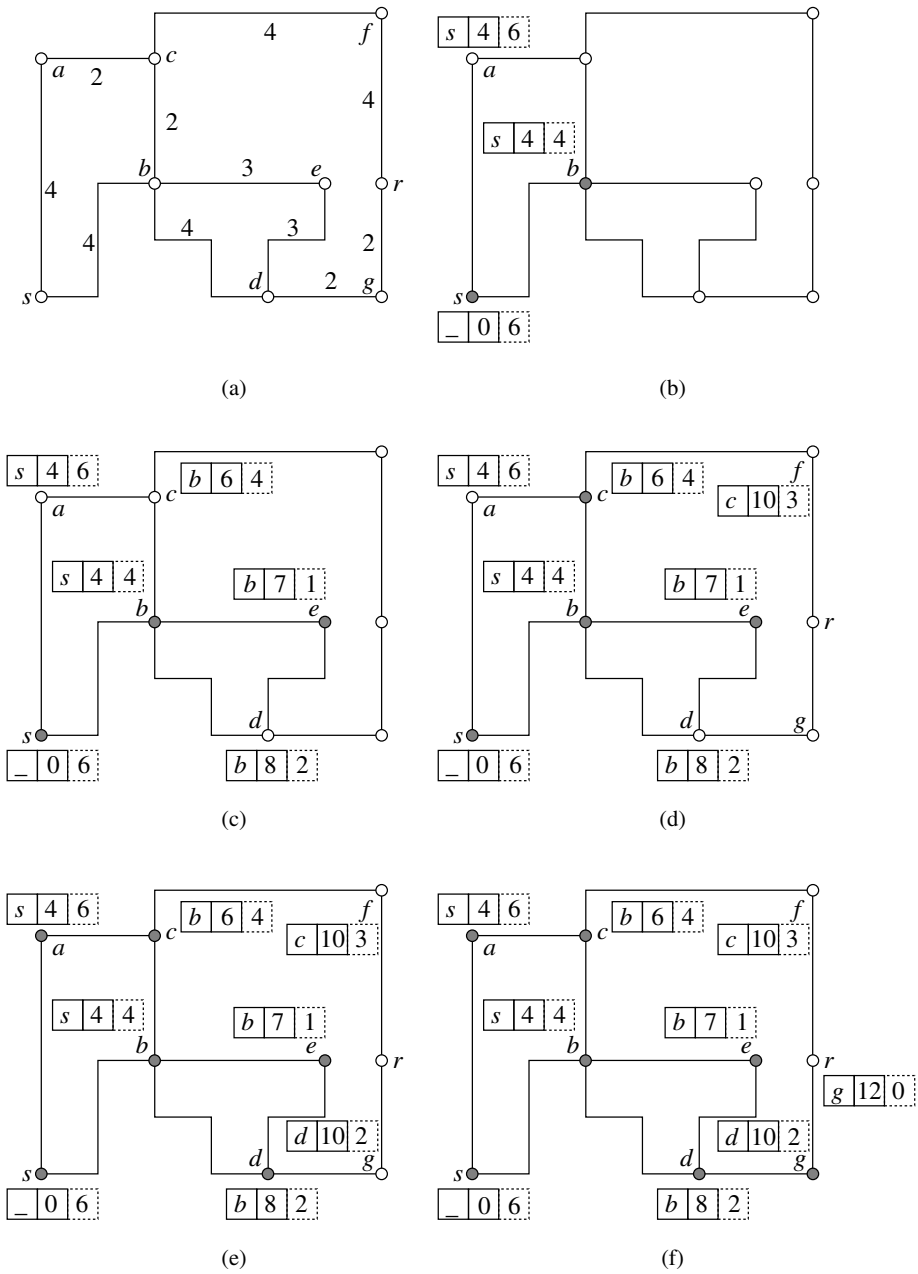 4 f
a 2 c
4
2
b 3 e
4 r
4 4 3 2
s d 2 g
(a)
s 4 6
a
s 4 4
b
s
_ 0 6
(b)
s 4 6
b 6 4
a c
s 4 4
b 7 1
b e
s d
_ 0 6
b 8 2
(c)
s 4 6
b 6 4
f
a c
c 10 3
s 4 4
b 7 1
b e r
s d g
_ 0 6
b 8 2
(d)
s 4 6
b 6 4
f
a c
c 10 3
s 4 4
b 7 1
b e r
d 10 2
s d g
_ 0 6
b 8 2
(e)
s 4 6
b 6 4
f
a c
c 10 3
s 4 4
b 7 1
b e r
g 12 0
d 10 2
s d g
_ 0 6
b 8 2
(f)